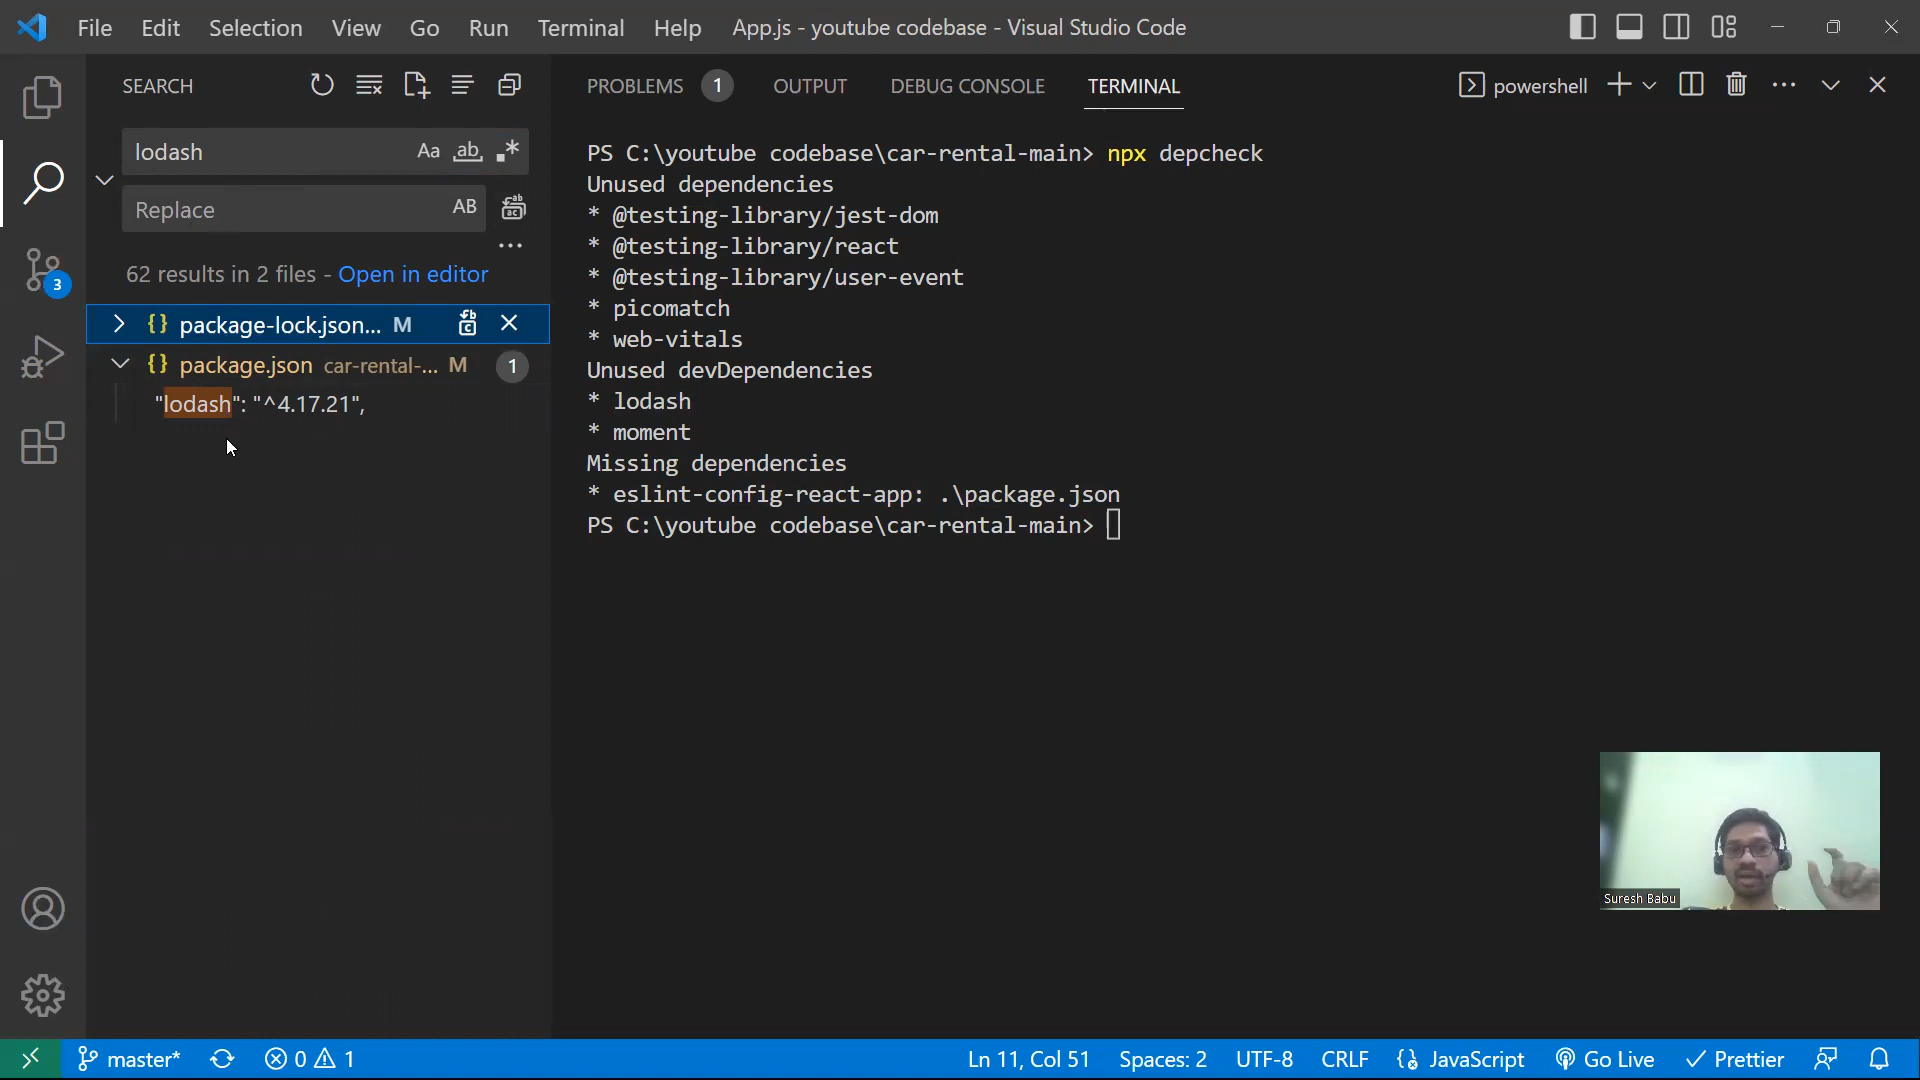 File Edit Selection View Go Run Terminal Help App.js - youtube codebase - Visual Studio Code
SEARCH
lodash Aa ab
Replace AB
62 results in 2 files - Open in editor
{} package-lock.json... M
{} package.json car-rental-... M 1
"lodash": "^4.17.21",
3
PROBLEMS 1 OUTPUT DEBUG CONSOLE TERMINAL powershell
PS C:\youtube codebase\car-rental-main> npx depcheck
Unused dependencies
* @testing-library/jest-dom
* @testing-library/react
* @testing-library/user-event
* picomatch
* web-vitals
Unused devDependencies
* lodash
* moment
Missing dependencies
* eslint-config-react-app: .\package.json
PS C:\youtube codebase\car-rental-main>
Suresh Babu
master* 0 1 Ln 11, Col 51 Spaces: 2 UTF-8 CRLF {} JavaScript Go Live Prettier